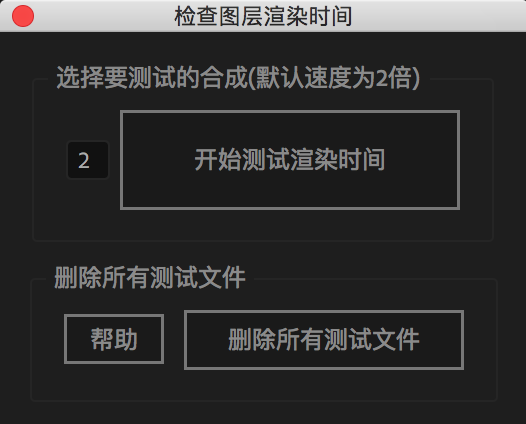 检查图层渲染时间
选择要测试的合成(默认速度为2倍)
2
开始测试渲染时间
删除所有测试文件
帮助
删除所有测试文件